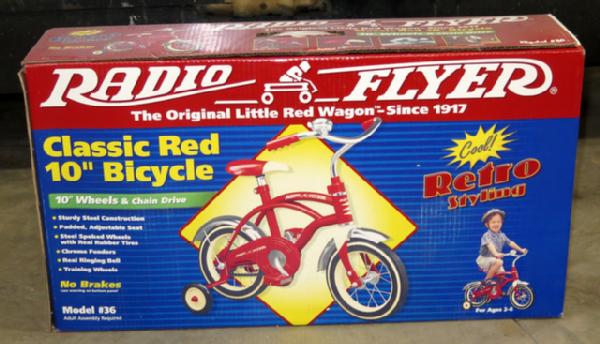 RADIO FLYER®
The Original Little Red Wagon™-Since 1917
Classic Red
10" Bicycle
10" Wheels & Chain Drive
• Sturdy Steel Construction
• Padded, Adjustable Seat
• Steel Spoked Wheels
with Real Rubber Tires
• Chrome Fenders
• Real Ringing Bell
• Training Wheels
No Brakes
Model #36
Adult Assembly Required
Cool!
Retro
Styling
For Ages 2-4